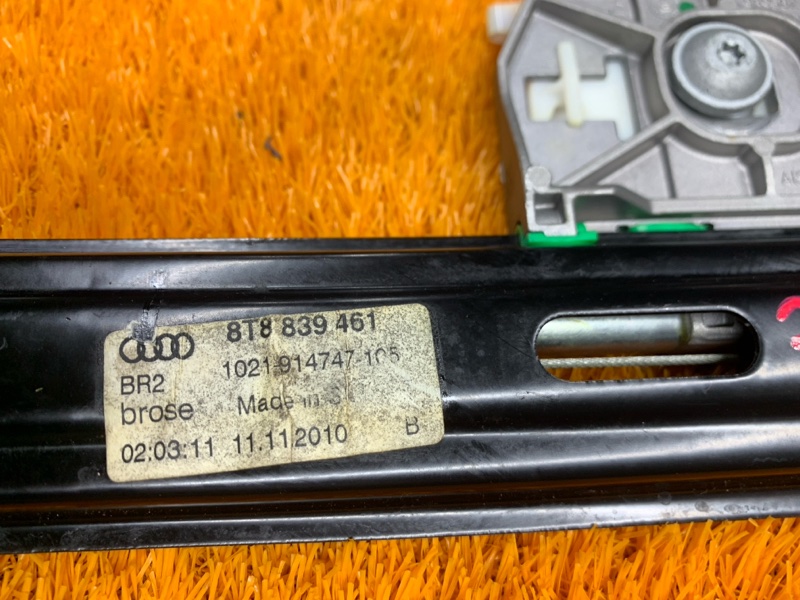 8T8 839 461
BR2 1021 914747-105
brose Made in
02:03:11 11.11.2010 B